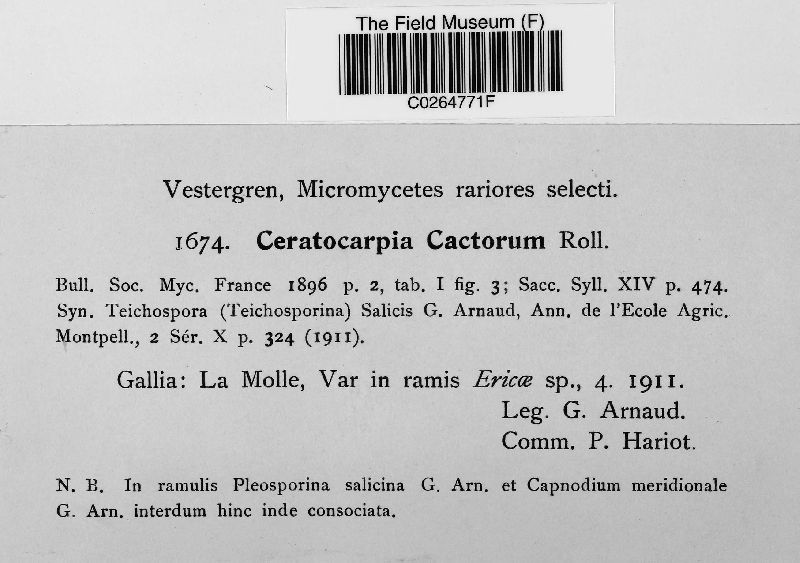 The Field Museum (F)
C0264771F
Vestergren, Micromycetes rariores selecti.
1674. Ceratocarpia Cactorum Roll.
Bull. Soc. Myc. France 1896 p. 2, tab. I fig. 3; Sacc. Syll. XIV p. 474.
Syn. Teichospora (Teichosporina) Salicis G. Arnaud, Ann. de l'Ecole Agric.
Montpell., 2 Sér. X p. 324 (1911).
Gallia: La Molle, Var in ramis Ericæ sp., 4. 1911.
Leg. G. Arnaud.
Comm. P. Hariot.
N. B. In ramulis Pleosporina salicina G. Arn. et Capnodium meridionale
G. Arn. interdum hinc inde consociata.